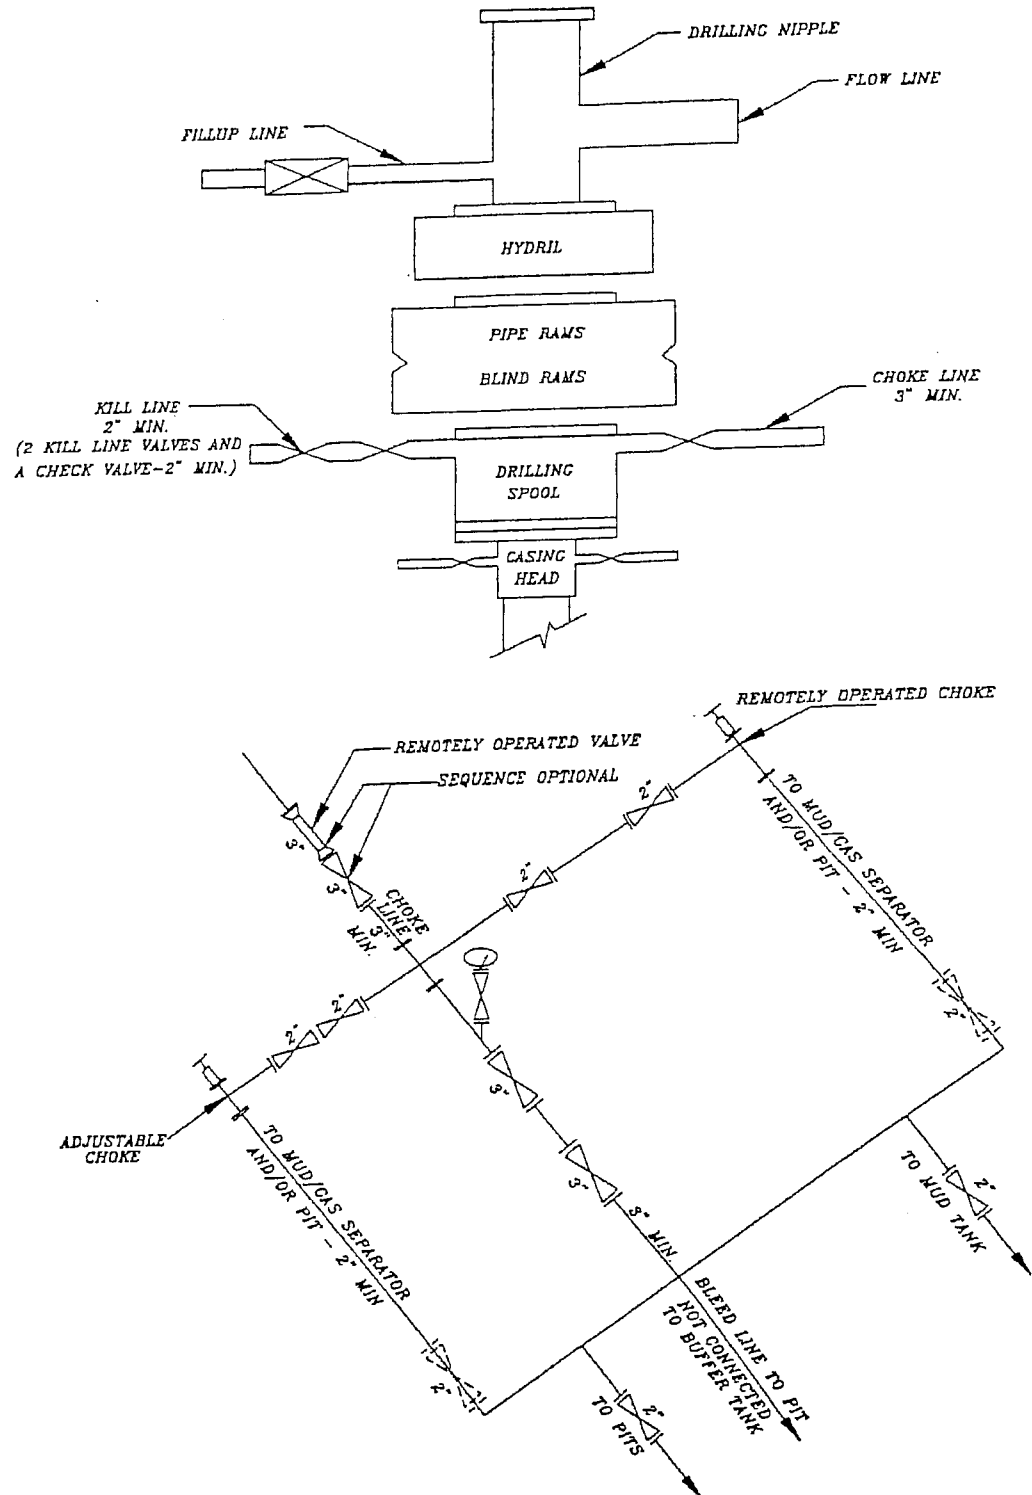 DRILLING NIPPLE
FLOW LINE
FILLUP LINE
HYDRIL
PIPE RAMS
BLIND RAMS
CHOKE LINE
3" MIN.
KILL LINE
2" MIN.
(2 KILL LINE VALVES AND
A CHECK VALVE-2" MIN.)
DRILLING
SPOOL
CASING
HEAD
REMOTELY OPERATED CHOKE
REMOTELY OPERATED VALVE
SEQUENCE OPTIONAL
3"
3"
CHOKE
LINE
3"
MIN.
2"
2"
TO MUD/GAS SEPARATOR
AND/OR PIT - 2" MIN
2"
2"
2"
3"
3"
3" MIN.
ADJUSTABLE
CHOKE
TO MUD/GAS SEPARATOR
AND/OR PIT - 2" MIN
2"
2"
TO MUD TANK
BLEED LINE TO PIT
NOT CONNECTED
TO BUFFER TANK
2"
TO PITS